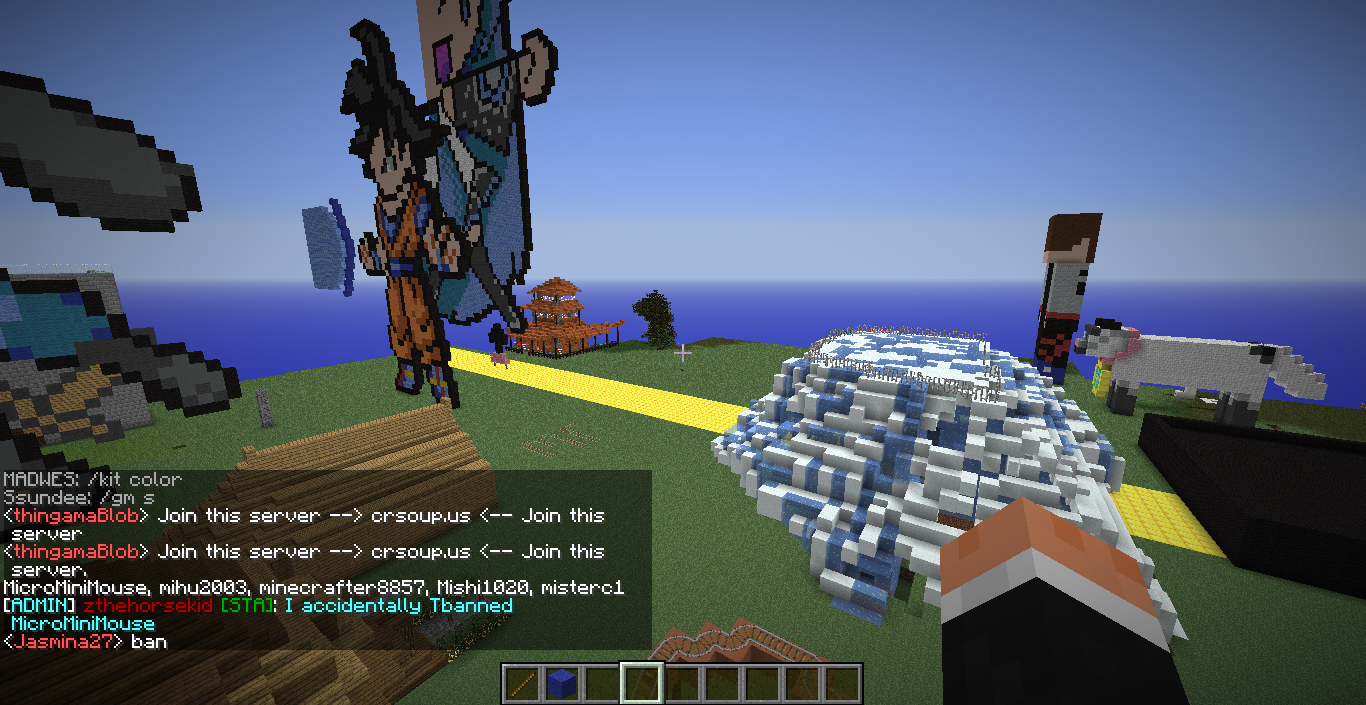 MADWES: /kit color
Ssundee: /gm s
<thingamaBlob> Join this server --> crsoup.us <-- Join this
server
<thingamaBlob> Join this server --> crsoup.us <-- Join this
server.
MicroMiniMouse, mihu2003, minecrafter8857, Mishi1020, misterc1
[ADMIN] zthehorsekid [STA]: I accidentally Tbanned
MicroMiniMouse
<Jasmina27> ban